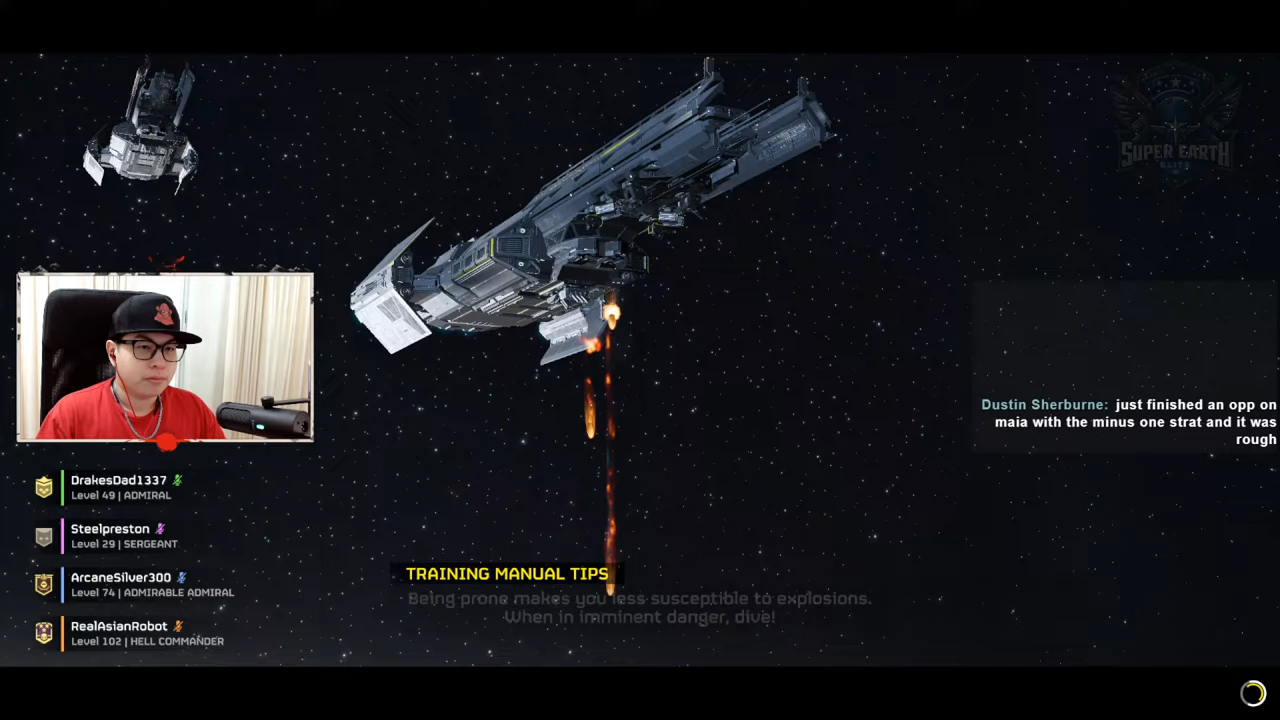 SUPER EARTH
ELITE
Dustin Sherburne: just finished an opp on
maia with the minus one strat and it was
rough
DrakesDad1337
Level 49 | ADMIRAL
Steelpreston
Level 29 | SERGEANT
ArcaneSilver300
Level 74 | ADMIRABLE ADMIRAL
RealAsianRobot
Level 102 | HELL COMMANDER
TRAINING MANUAL TIPS
Being prone makes you less susceptible to explosions.
When in imminent danger, dive!